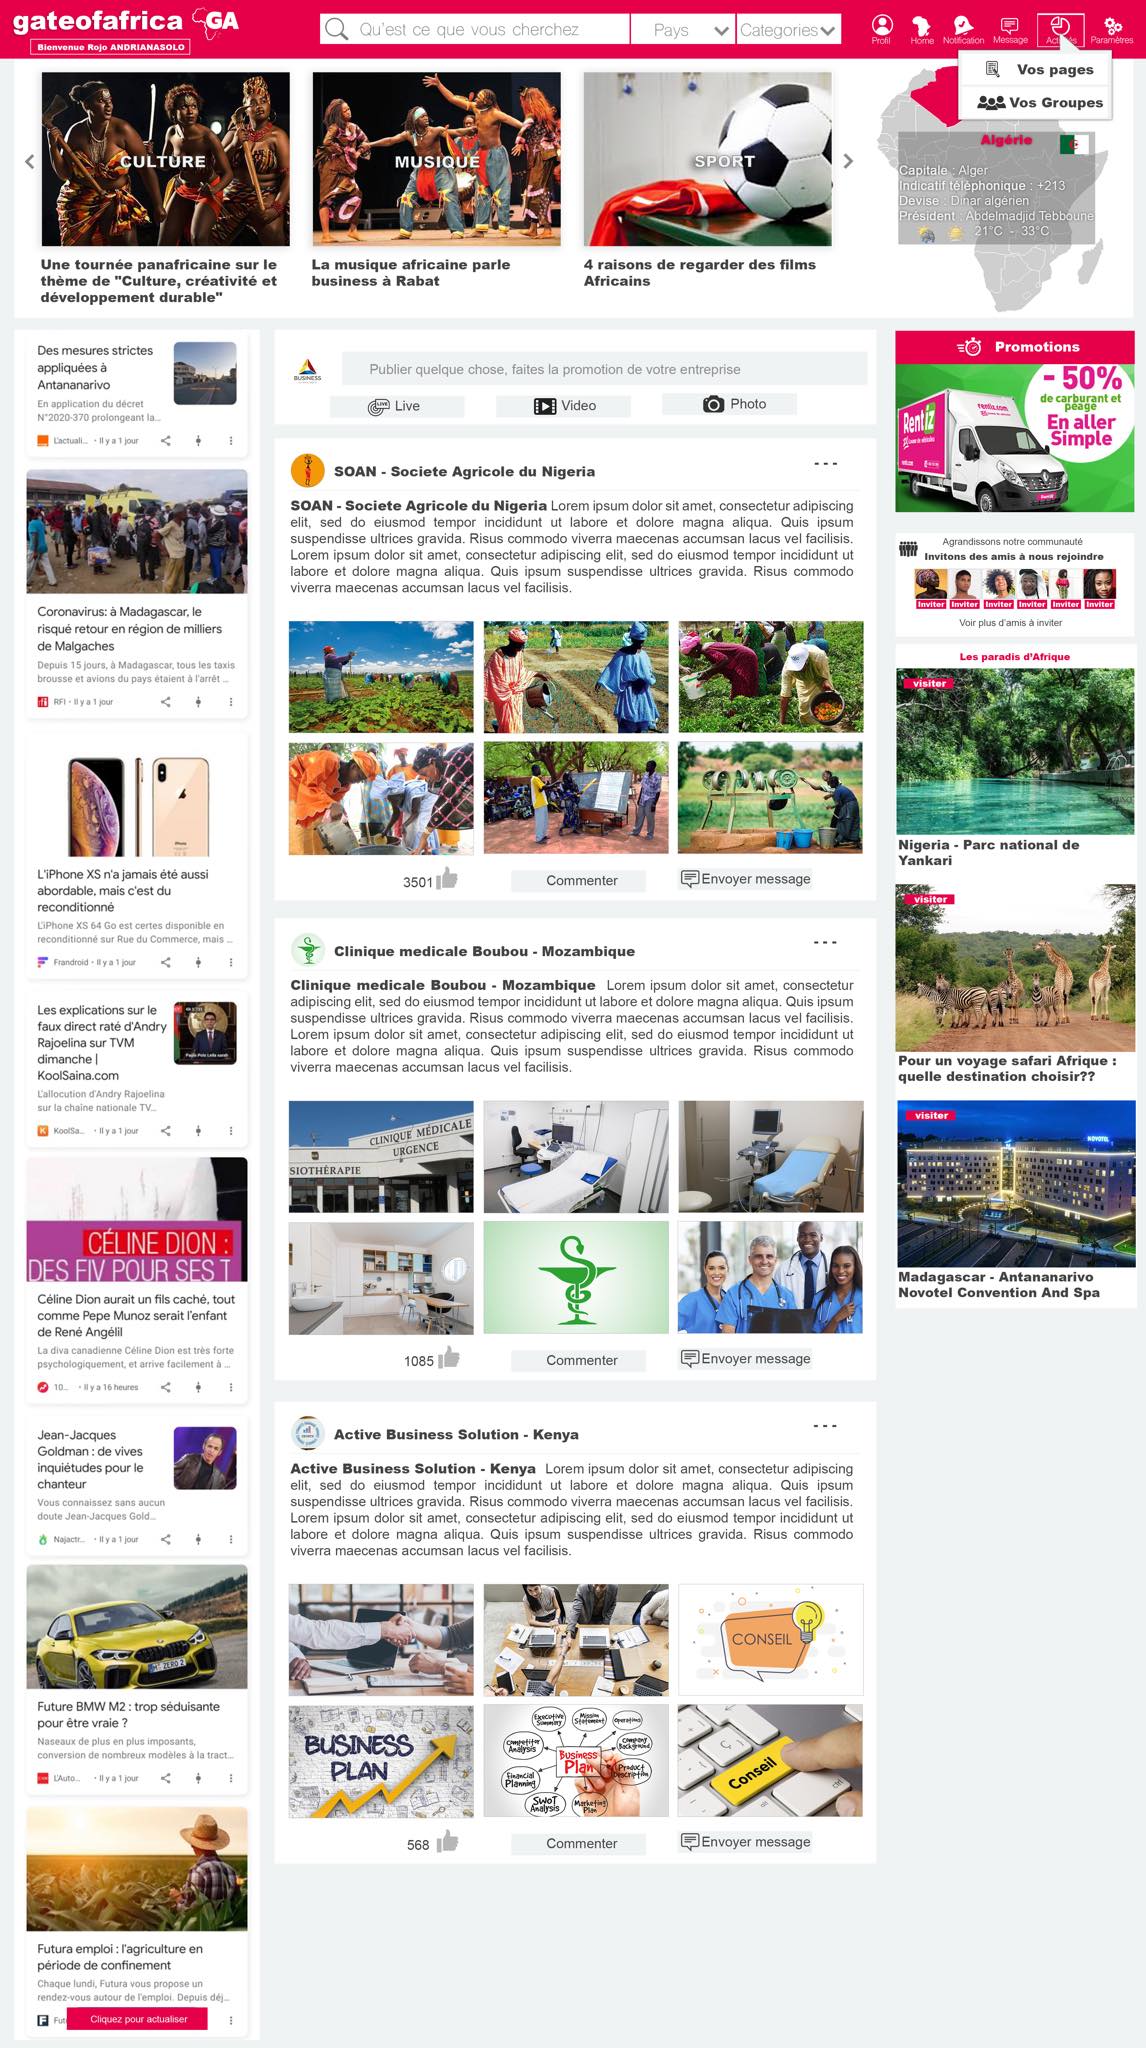 gateofafrica GA
Bienvenue Rojo ANDRIANASOLO
Qu'est ce que vous cherchez
Pays
Categories
Profil
Home
Notification
Message
Paramètres
Vos pages
Vos Groupes
CULTURE
MUSIQUE
SPORT
Une tournée panafricaine sur le
thème de "Culture, créativité et
développement durable"
La musique africaine parle
business à Rabat
4 raisons de regarder des films
Africains
Algérie
Capitale : Alger
Indicatif téléphonique : +213
Devise : Dinar algérien
Président : Abdelmadjid Tebboune
21°C - 33°C
Des mesures strictes
appliquées à
Antananarivo
En application du décret
N°2020-370 prolongeant la...
L'actuali... • Il y a 1 jour
Coronavirus: à Madagascar, le
risqué retour en région de milliers
de Malgaches
Depuis 15 jours, à Madagascar, tous les taxis
brousse et avions du pays étaient à l'arrêt ...
RFI • Il y a 1 jour
iPhone
L'iPhone XS n'a jamais été aussi
abordable, mais c'est du
reconditionné
L'iPhone XS 64 Go est certes disponible en
reconditionné sur Rue du Commerce, mais ...
Frandroid • Il y a 1 jour
Les explications sur le
faux direct raté d'Andry
Rajoelina sur TVM
dimanche |
KoolSaina.com
L'allocution d'Andry Rajoelina
sur la chaîne nationale TV...
K KoolSa... • Il y a 1 jour
CÉLINE DION :
DES FIV POUR SES T
Céline Dion aurait un fils caché, tout
comme Pepe Munoz serait l'enfant
de René Angélil
La diva canadienne Céline Dion est très forte
psychologiquement, et arrive facilement à ...
10... • Il y a 16 heures
Jean-Jacques
Goldman : de vives
inquiétudes pour le
chanteur
Vous connaissez sans aucun
doute Jean-Jacques Gold...
Najactr... • Il y a 1 jour
Future BMW M2 : trop séduisante
pour être vraie ?
Naseaux de plus en plus imposants,
conversion de nombreux modèles à la tract...
L'Auto... • Il y a 1 jour
Futura emploi : l'agriculture en
période de confinement
Chaque lundi, Futura vous propose un
rendez-vous autour de l'emploi. Depuis déj...
F Fut
Cliquez pour actualiser
BUSINESS
Publier quelque chose, faites la promotion de votre entreprise
LIVE Live
Video
Photo
SOAN - Societe Agricole du Nigeria
- - -
SOAN - Societe Agricole du Nigeria Lorem ipsum dolor sit amet, consectetur adipiscing
elit, sed do eiusmod tempor incididunt ut labore et dolore magna aliqua. Quis ipsum
suspendisse ultrices gravida. Risus commodo viverra maecenas accumsan lacus vel facilisis.
Lorem ipsum dolor sit amet, consectetur adipiscing elit, sed do eiusmod tempor incididunt ut
labore et dolore magna aliqua. Quis ipsum suspendisse ultrices gravida. Risus commodo
viverra maecenas accumsan lacus vel facilisis.
3501
Commenter
Envoyer message
Clinique medicale Boubou - Mozambique
- - -
Clinique medicale Boubou - Mozambique Lorem ipsum dolor sit amet, consectetur
adipiscing elit, sed do eiusmod tempor incididunt ut labore et dolore magna aliqua. Quis ipsum
suspendisse ultrices gravida. Risus commodo viverra maecenas accumsan lacus vel facilisis.
Lorem ipsum dolor sit amet, consectetur adipiscing elit, sed do eiusmod tempor incididunt ut
labore et dolore magna aliqua. Quis ipsum suspendisse ultrices gravida. Risus commodo
viverra maecenas accumsan lacus vel facilisis.
CLINIQUE MÉDICALE
URGENCE
SIOTHÉRAPIE
1085
Commenter
Envoyer message
Active Business Solution - Kenya
- - -
Active Business Solution - Kenya Lorem ipsum dolor sit amet, consectetur adipiscing
elit, sed do eiusmod tempor incididunt ut labore et dolore magna aliqua. Quis ipsum
suspendisse ultrices gravida. Risus commodo viverra maecenas accumsan lacus vel facilisis.
Lorem ipsum dolor sit amet, consectetur adipiscing elit, sed do eiusmod tempor incididunt ut
labore et dolore magna aliqua. Quis ipsum suspendisse ultrices gravida. Risus commodo
viverra maecenas accumsan lacus vel facilisis.
CONSEIL
BUSINESS
PLAN
Executive
Summary
Mission
Statement
Operations
Competitor
Analysis
Company
Background
Business
Plan
Financial
Planning
Product
Description
SWOT
Analysis
Marketing
Plan
Conseil
ctrl
568
Commenter
Envoyer message
Promotions
- 50%
de carburant et
péage
En aller
Simple
Rentiz
rentiz.com
Agrandissons notre communauté
Invitons des amis à nous rejoindre
Inviter Inviter Inviter Inviter Inviter Inviter
Voir plus d'amis à inviter
Les paradis d'Afrique
visiter
Nigeria - Parc national de
Yankari
visiter
Pour un voyage safari Afrique :
quelle destination choisir??
visiter
NOVOTEL
Madagascar - Antananarivo
Novotel Convention And Spa